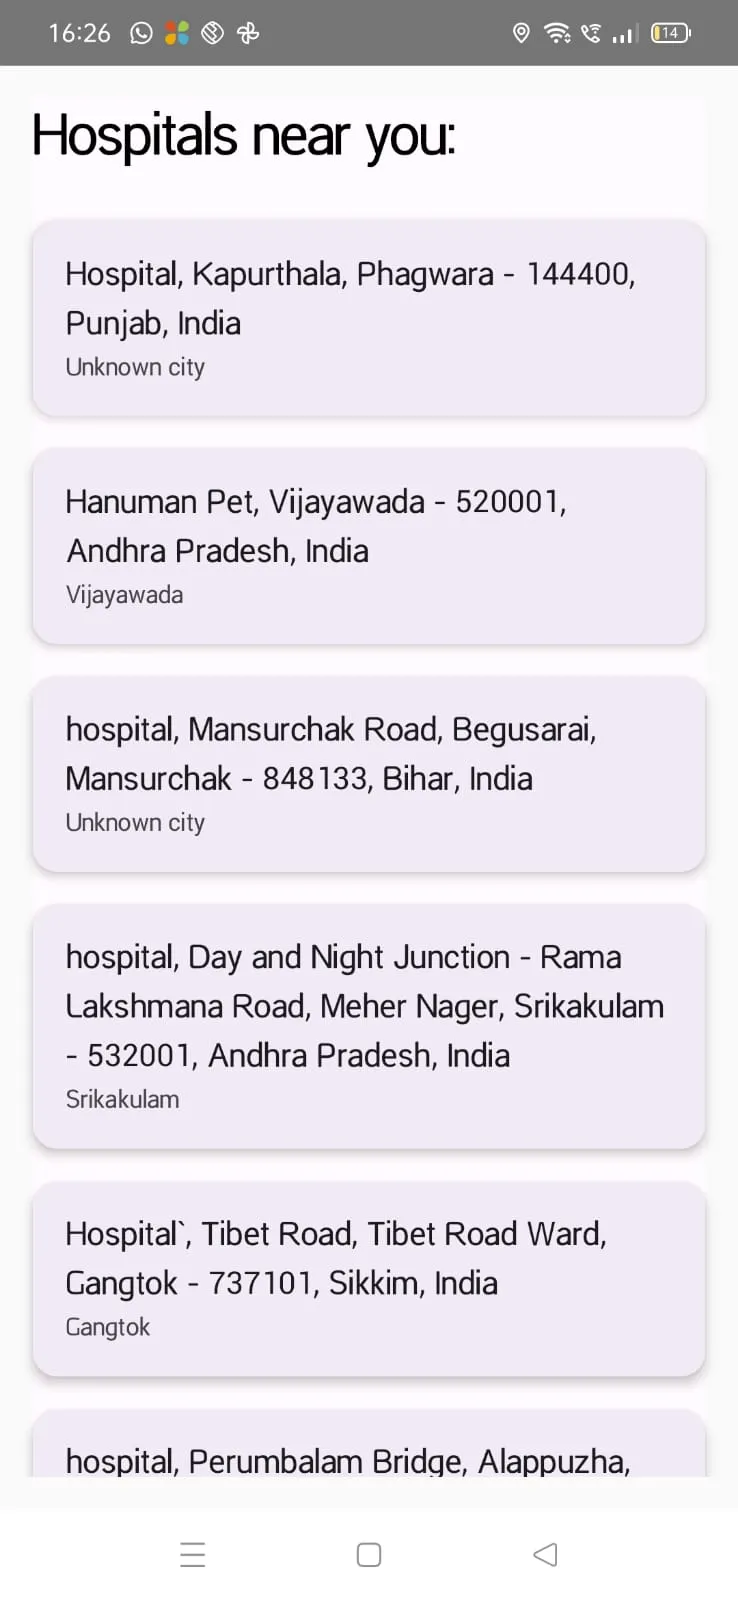 16:26
14
Hospitals near you:
Hospital, Kapurthala, Phagwara - 144400,
Punjab, India
Unknown city
Hanuman Pet, Vijayawada - 520001,
Andhra Pradesh, India
Vijayawada
hospital, Mansurchak Road, Begusarai,
Mansurchak - 848133, Bihar, India
Unknown city
hospital, Day and Night Junction - Rama
Lakshmana Road, Meher Nager, Srikakulam
- 532001, Andhra Pradesh, India
Srikakulam
Hospital`, Tibet Road, Tibet Road Ward,
Gangtok - 737101, Sikkim, India
Gangtok
hospital, Perumbalam Bridge, Alappuzha,